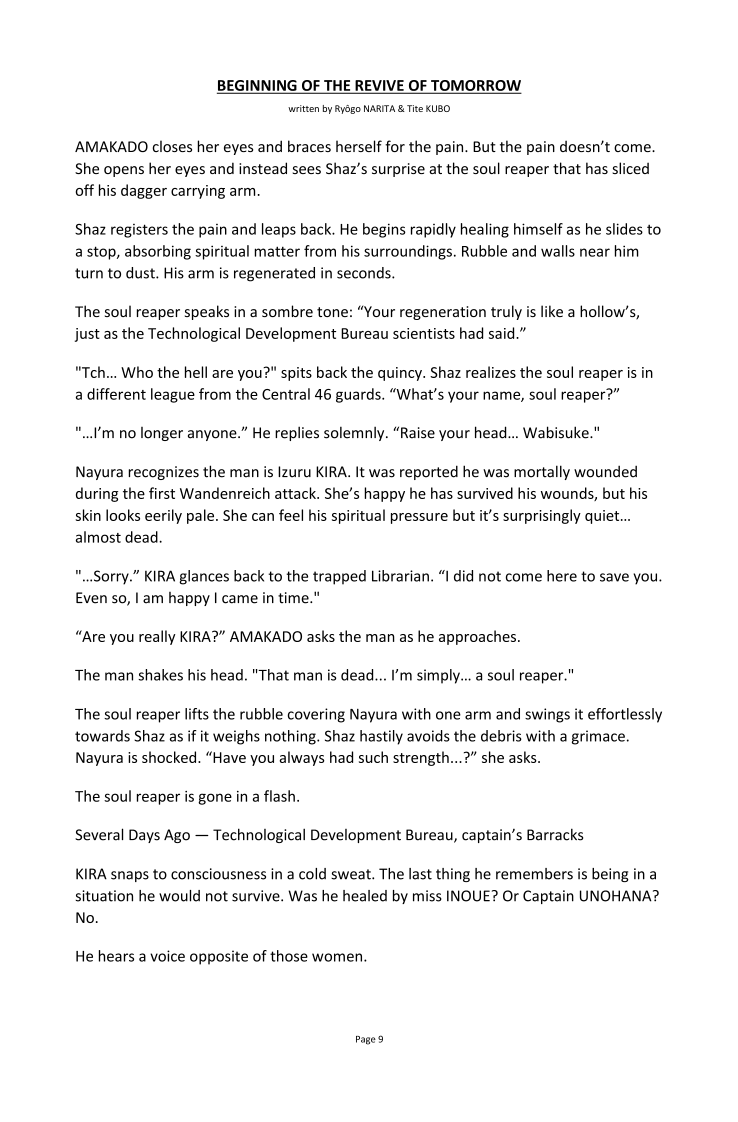 BEGINNING OF THE REVIVE OF TOMORROW
written by Ryōgo NARITA & Tite KUBO
AMAKADO closes her eyes and braces herself for the pain. But the pain doesn’t come.
She opens her eyes and instead sees Shaz’s surprise at the soul reaper that has sliced
off his dagger carrying arm.
Shaz registers the pain and leaps back. He begins rapidly healing himself as he slides to
a stop, absorbing spiritual matter from his surroundings. Rubble and walls near him
turn to dust. His arm is regenerated in seconds.
The soul reaper speaks in a sombre tone: “Your regeneration truly is like a hollow’s,
just as the Technological Development Bureau scientists had said.”
"Tch… Who the hell are you?" spits back the quincy. Shaz realizes the soul reaper is in
a different league from the Central 46 guards. “What’s your name, soul reaper?”
"…I’m no longer anyone.” He replies solemnly. “Raise your head… Wabisuke."
Nayura recognizes the man is Izuru KIRA. It was reported he was mortally wounded
during the first Wandenreich attack. She’s happy he has survived his wounds, but his
skin looks eerily pale. She can feel his spiritual pressure but it’s surprisingly quiet…
almost dead.
"…Sorry.” KIRA glances back to the trapped Librarian. “I did not come here to save you.
Even so, I am happy I came in time."
“Are you really KIRA?” AMAKADO asks the man as he approaches.
The man shakes his head. "That man is dead... I’m simply… a soul reaper."
The soul reaper lifts the rubble covering Nayura with one arm and swings it effortlessly
towards Shaz as if it weighs nothing. Shaz hastily avoids the debris with a grimace.
Nayura is shocked. “Have you always had such strength...?” she asks.
The soul reaper is gone in a flash.
Several Days Ago — Technological Development Bureau, captain’s Barracks
KIRA snaps to consciousness in a cold sweat. The last thing he remembers is being in a
situation he would not survive. Was he healed by miss INOUE? Or Captain UNOHANA?
No.
He hears a voice opposite of those women.
Page 9